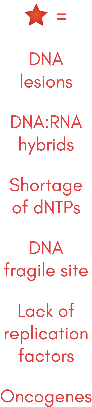 =
DNA
lesions
DNA:RNA
hybrids
Shortage
of dNTPs
DNA
fragile site
Lack of
replication
factors
Oncogenes